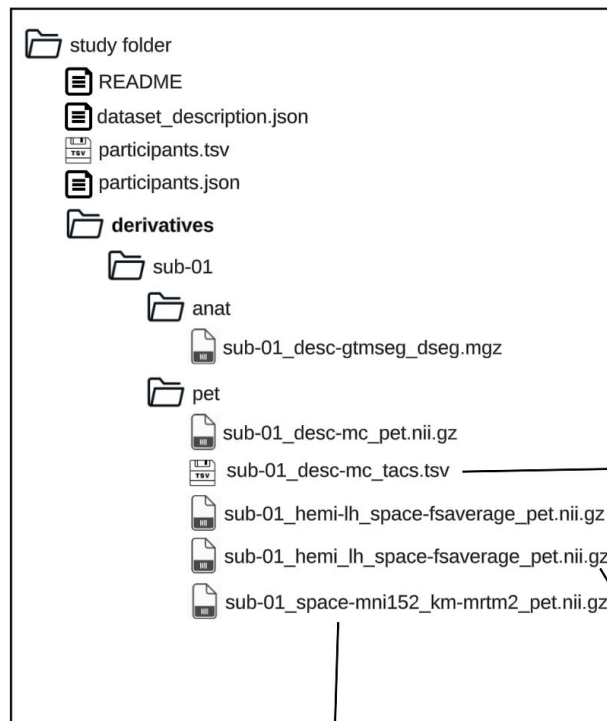 study folder
README
dataset_description.json
TSV participants.tsv
participants.json
derivatives
sub-01
anat
NII sub-01_desc-gtmseg_dseg.mgz
pet
NII sub-01_desc-mc_pet.nii.gz
TSV sub-01_desc-mc_tacs.tsv
NII sub-01_hemi-lh_space-fsaverage_pet.nii.gz
NII sub-01_hemi_lh_space-fsaverage_pet.nii.gz
NII sub-01_space-mni152_km-mrtm2_pet.nii.gz